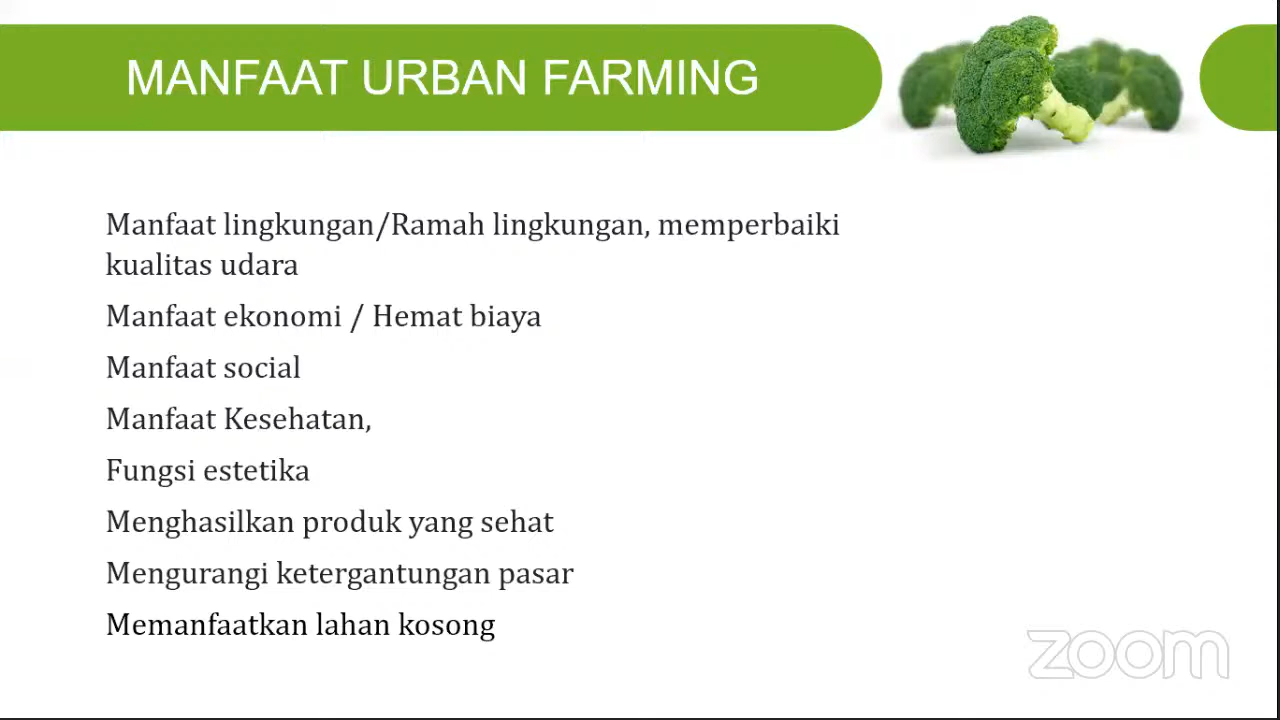 MANFAAT URBAN FARMING
Manfaat lingkungan/Ramah lingkungan, memperbaiki
kualitas udara
Manfaat ekonomi / Hemat biaya
Manfaat social
Manfaat Kesehatan,
Fungsi estetika
Menghasilkan produk yang sehat
Mengurangi ketergantungan pasar
Memanfaatkan lahan kosong
zoom